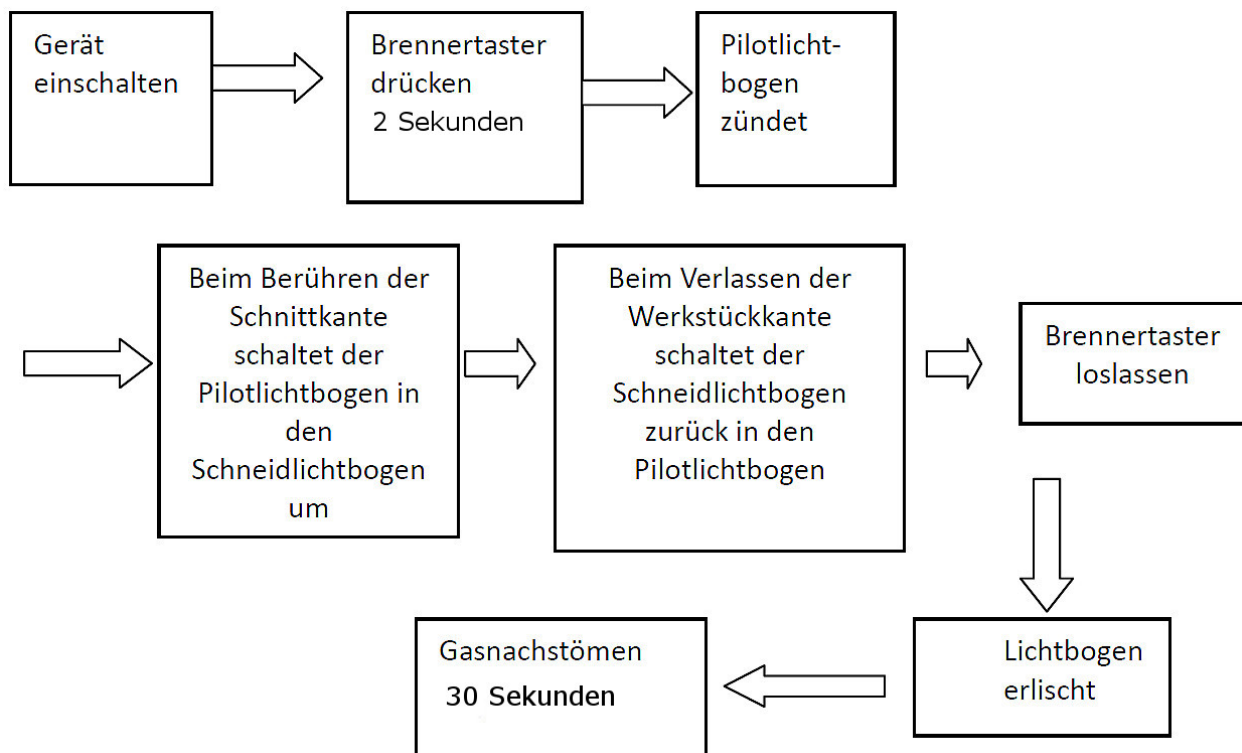 Gerät
einschalten
Brennertaster
drücken
2 Sekunden
Pilotlicht-
bogen
zündet
Beim Berühren der
Schnittkante
schaltet der
Pilotlichtbogen in
den
Schneidlichtbogen
um
Beim Verlassen der
Werkstückkante
schaltet der
Schneidlichtbogen
zurück in den
Pilotlichtbogen
Brennertaster
loslassen
Lichtbogen
erlischt
Gasnachstömen
30 Sekunden